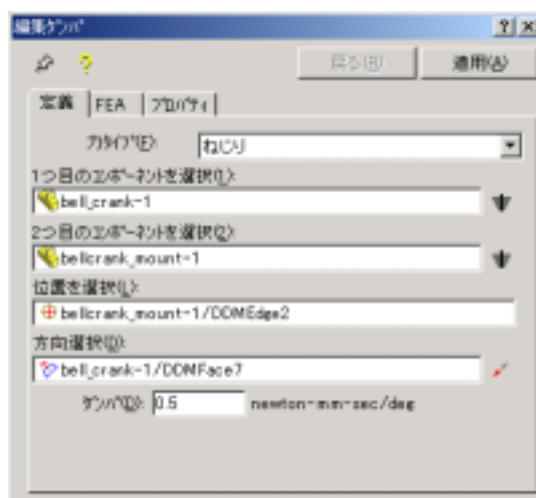 編集ダンパ
戻る(B) 適用(A)
定義 FEA プロパティ
力タイプ(E): ねじり
1つ目のコンポーネントを選択(1):
bell_crank-1
2つ目のコンポーネントを選択(2):
bellcrank_mount-1
位置を選択(L):
bellcrank_mount-1/DDMEdge2
方向選択(D):
bell_crank-1/DDMFace7
ダンパ(D): 0.5 newton-mm-sec/deg